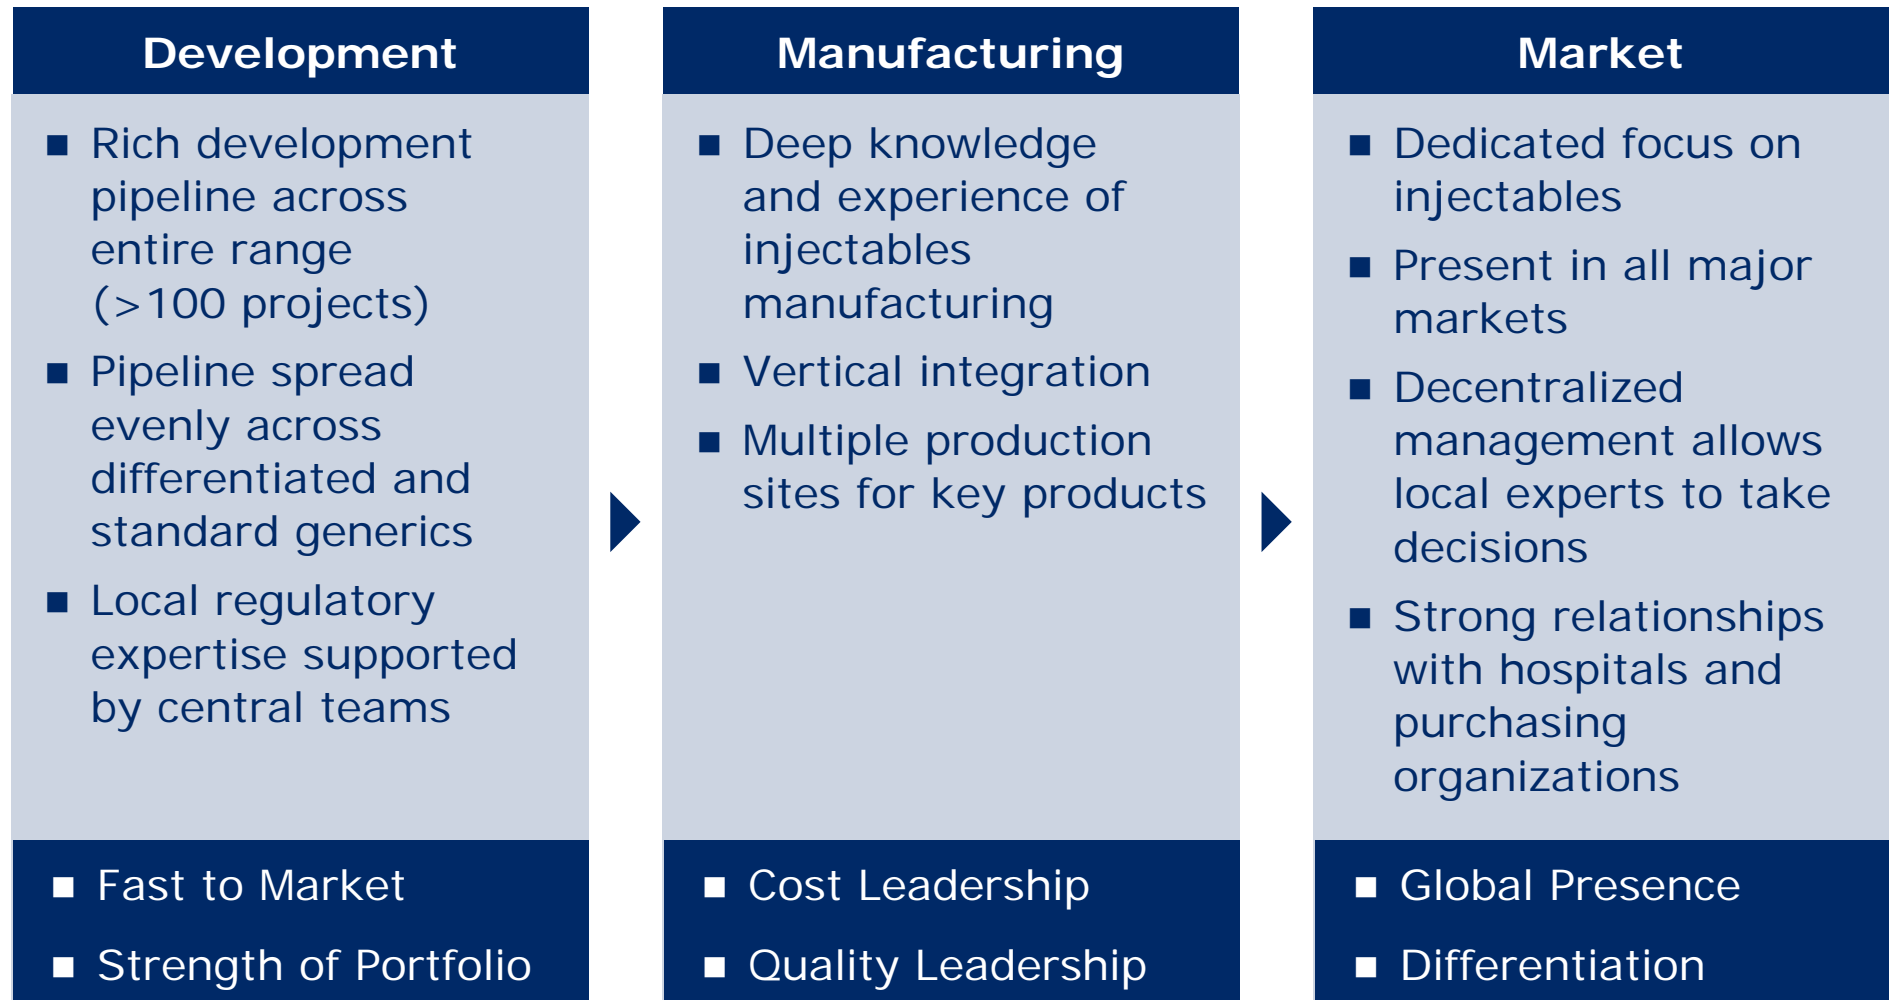 Development
■ Rich development
pipeline across
entire range
(>100 projects)
■ Pipeline spread
evenly across
differentiated and
standard generics
■ Local regulatory
expertise supported
by central teams
■ Fast to Market
■ Strength of Portfolio
Manufacturing
■ Deep knowledge
and experience of
injectables
manufacturing
■ Vertical integration
■ Multiple production
sites for key products
■ Cost Leadership
■ Quality Leadership
Market
■ Dedicated focus on
injectables
■ Present in all major
markets
■ Decentralized
management allows
local experts to take
decisions
■ Strong relationships
with hospitals and
purchasing
organizations
■ Global Presence
■ Differentiation